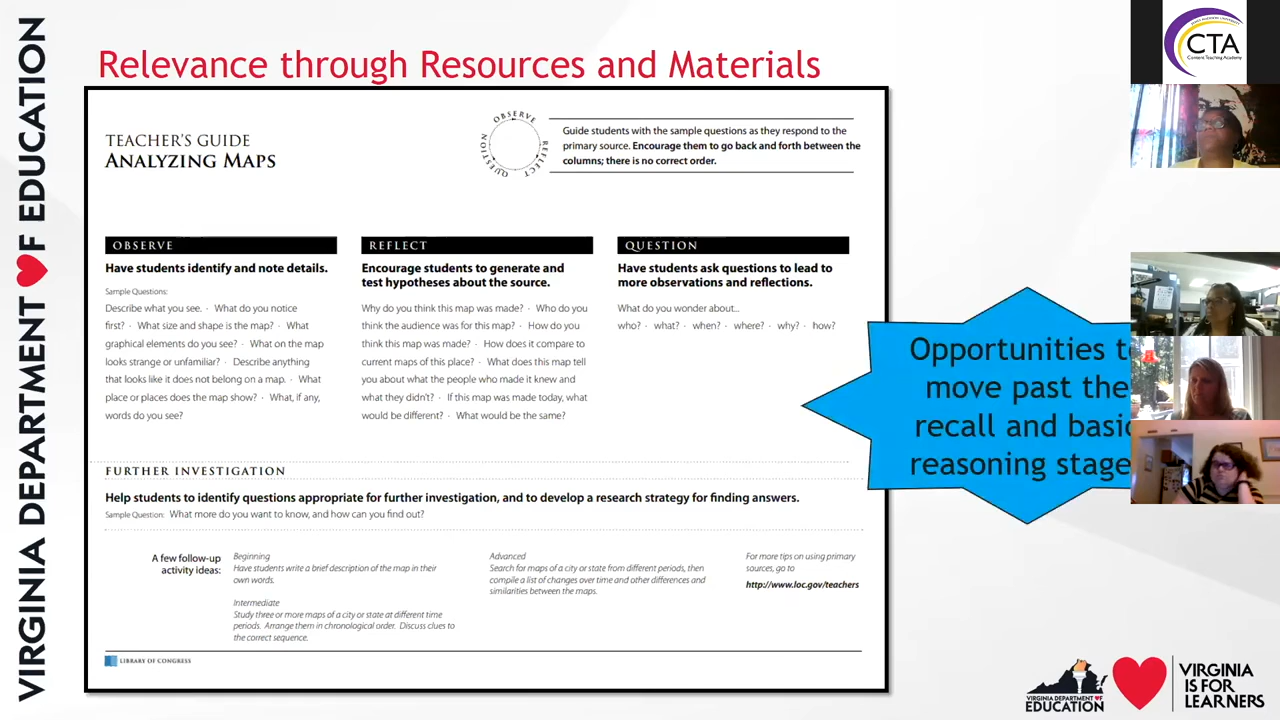 VIRGINIA DEPARTMENT OF EDUCATION
Relevance through Resources and Materials
TEACHER'S GUIDE
ANALYZING MAPS
OBSERVE
REFLECT
QUESTION
Guide students with the sample questions as they respond to the
primary source. Encourage them to go back and forth between the
columns; there is no correct order.
OBSERVE
Have students identify and note details.
Sample Questions:
Describe what you see. · What do you notice
first? · What size and shape is the map? · What
graphical elements do you see? · What on the map
looks strange or unfamiliar? · Describe anything
that looks like it does not belong on a map. · What
place or places does the map show? · What, if any,
words do you see?
REFLECT
Encourage students to generate and
test hypotheses about the source.
Why do you think this map was made? · Who do you
think the audience was for this map? · How do you
think this map was made? · How does it compare to
current maps of this place? · What does this map tell
you about what the people who made it knew and
what they didn't? · If this map was made today, what
would be different? · What would be the same?
QUESTION
Have students ask questions to lead to
more observations and reflections.
What do you wonder about...
who? · what? · when? · where? · why? · how?
Opportunities t
move past the
recall and basic
reasoning stage
FURTHER INVESTIGATION
Help students to identify questions appropriate for further investigation, and to develop a research strategy for finding answers.
Sample Question: What more do you want to know, and how can you find out?
A few follow-up
activity ideas:
Beginning
Have students write a brief description of the map in their
own words.
Intermediate
Study three or more maps of a city or state at different time
periods. Arrange them in chronological order. Discuss clues to
the correct sequence.
Advanced
Search for maps of a city or state from different periods, then
compile a list of changes over time and other differences and
similarities between the maps.
For more tips on using primary
sources, go to
http://www.loc.gov/teachers
LIBRARY OF CONGRESS
CTA
Content Teaching Academy
VIRGINIA DEPARTMENT OF
EDUCATION
VIRGINIA
IS FOR
LEARNERS